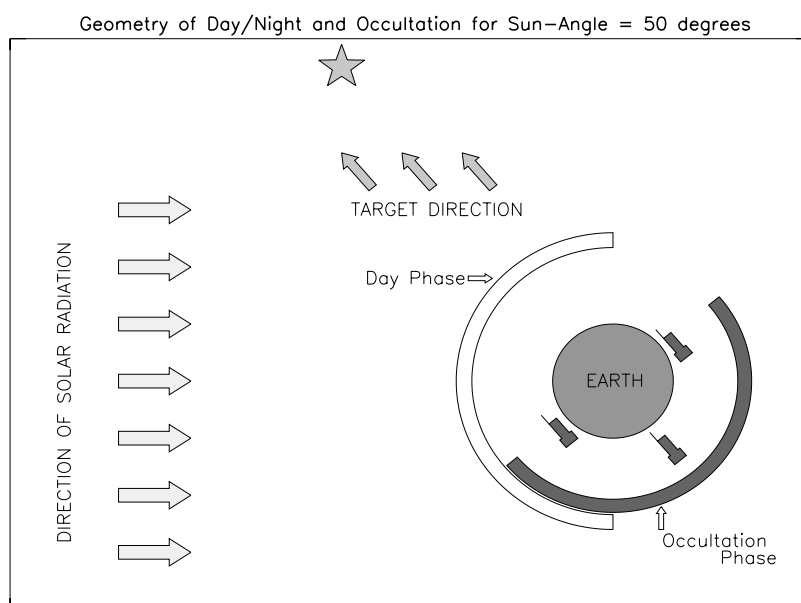 Geometry of Day/Night and Occultation for Sun-Angle = 50 degrees
TARGET DIRECTION
DIRECTION OF SOLAR RADIATION
Day Phase
EARTH
Occultation
Phase